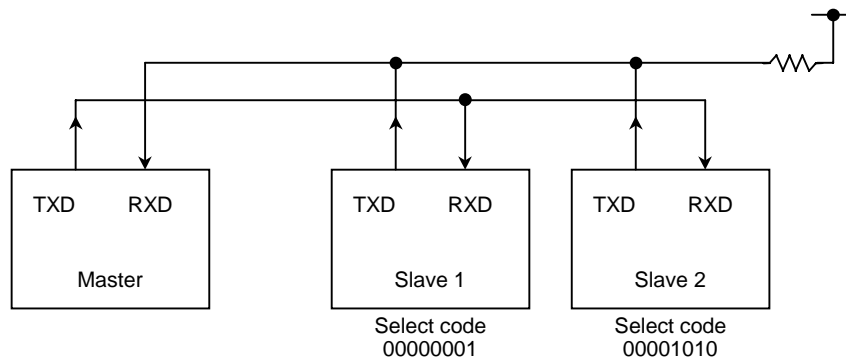 TXD RXD
Master
TXD RXD
Slave 1
Select code
00000001
TXD RXD
Slave 2
Select code
00001010